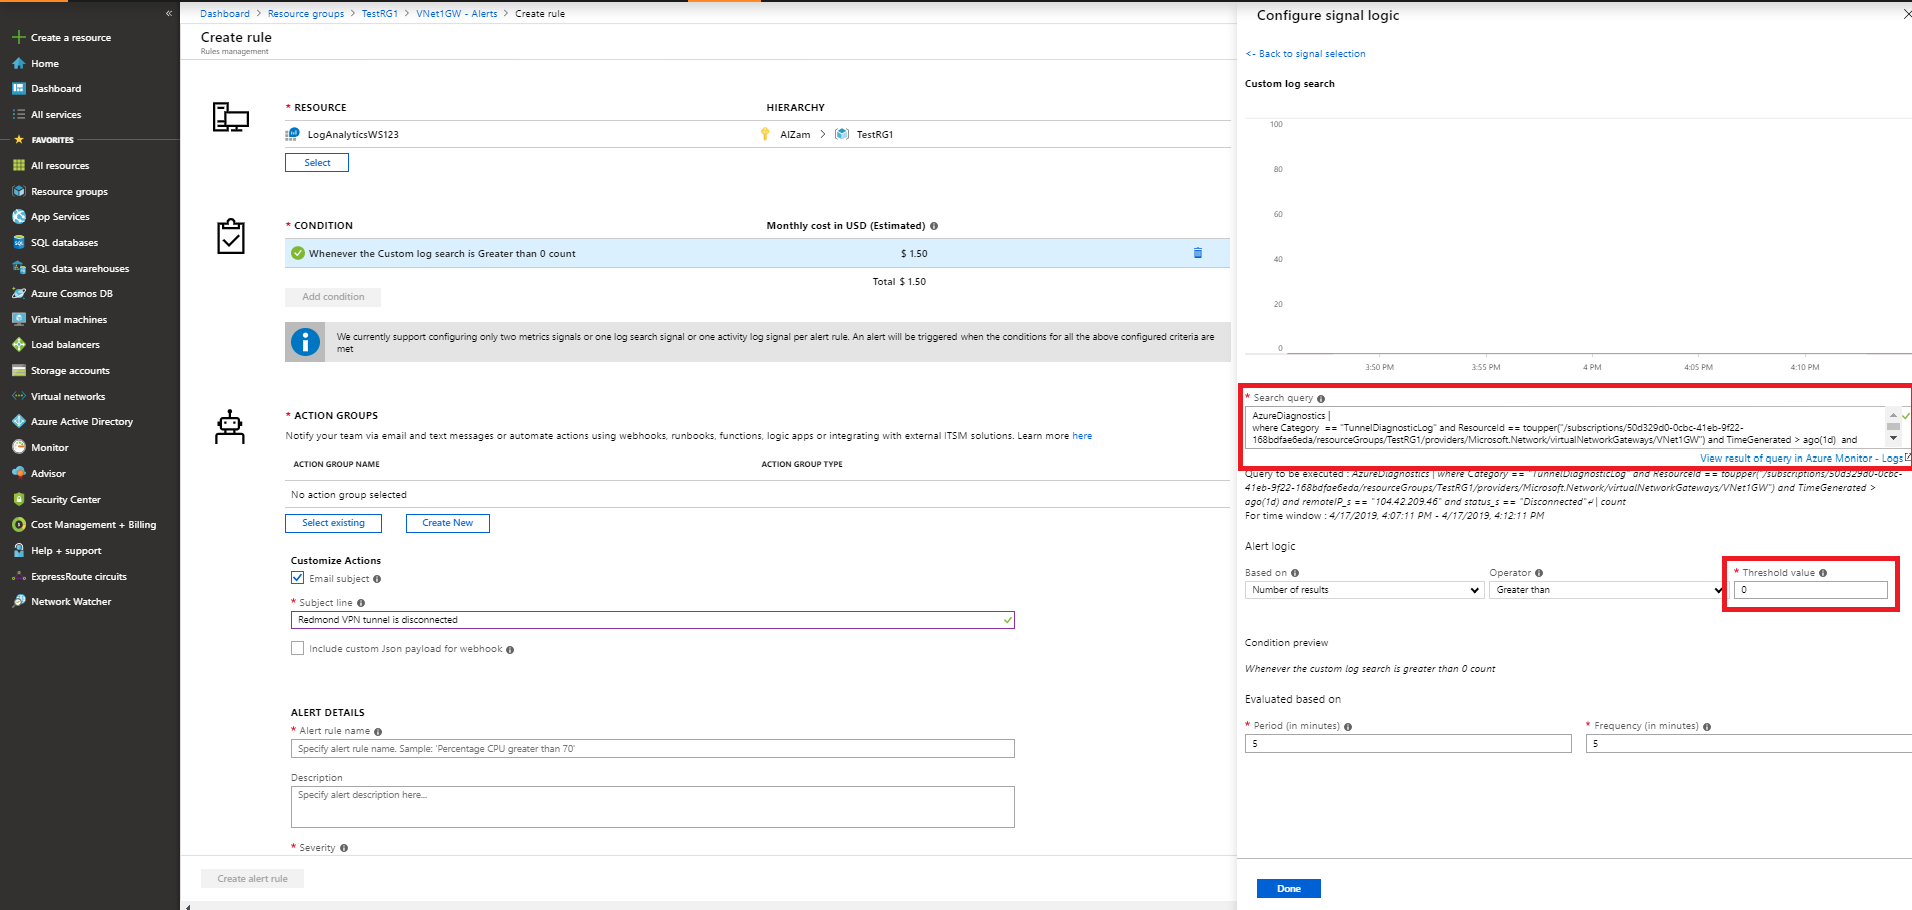 «
Create a resource
Home
Dashboard
All services
FAVORITES
All resources
Resource groups
App Services
SQL databases
SQL data warehouses
Azure Cosmos DB
Virtual machines
Load balancers
Storage accounts
Virtual networks
Azure Active Directory
Monitor
Advisor
Security Center
Cost Management + Billing
Help + support
ExpressRoute circuits
Network Watcher
Dashboard > Resource groups > TestRG1 > VNet1GW - Alerts > Create rule
Create rule
Rules management
* RESOURCE HIERARCHY
LogAnalyticsWS123 AIZam > TestRG1
Select
* CONDITION Monthly cost in USD (Estimated)
Whenever the Custom log search is Greater than 0 count $ 1.50
Total $ 1.50
Add condition
We currently support configuring only two metrics signals or one log search signal or one activity log signal per alert rule. An alert will be triggered when the conditions for all the above configured criteria are
met
* ACTION GROUPS
Notify your team via email and text messages or automate actions using webhooks, runbooks, functions, logic apps or integrating with external ITSM solutions. Learn more here
ACTION GROUP NAME ACTION GROUP TYPE
No action group selected
Select existing Create New
Customize Actions
Email subject
* Subject line
Redmond VPN tunnel is disconnected
Include custom Json payload for webhook
ALERT DETAILS
* Alert rule name
Specify alert rule name. Sample: 'Percentage CPU greater than 70'
Description
Specify alert description here...
* Severity
Create alert rule
Configure signal logic
<- Back to signal selection
Custom log search
100
80
60
40
20
0
3:50 PM 3:55 PM 4 PM 4:05 PM 4:10 PM
* Search query
AzureDiagnostics |
where Category == "TunnelDiagnosticLog" and ResourceId == toupper("/subscriptions/50d329d0-0cbc-41eb-9f22-
168bdfae6eda/resourceGroups/TestRG1/providers/Microsoft.Network/virtualNetworkGateways/VNet1GW") and TimeGenerated > ago(1d) and
View result of query in Azure Monitor - Logs
Query to be executed : AzureDiagnostics | where Category == "TunnelDiagnosticLog" and ResourceId == toupper("/subscriptions/50d329d0-0cbc-
41eb-9f22-168bdfae6eda/resourceGroups/TestRG1/providers/Microsoft.Network/virtualNetworkGateways/VNet1GW") and TimeGenerated >
ago(1d) and remoteIP_s == "104.42.209.46" and status_s == "Disconnected"↵ | count
For time window : 4/17/2019, 4:07:11 PM - 4/17/2019, 4:12:11 PM
Alert logic
Based on Operator * Threshold value
Number of results Greater than 0
Condition preview
Whenever the custom log search is greater than 0 count
Evaluated based on
* Period (in minutes) * Frequency (in minutes)
5 5
Done